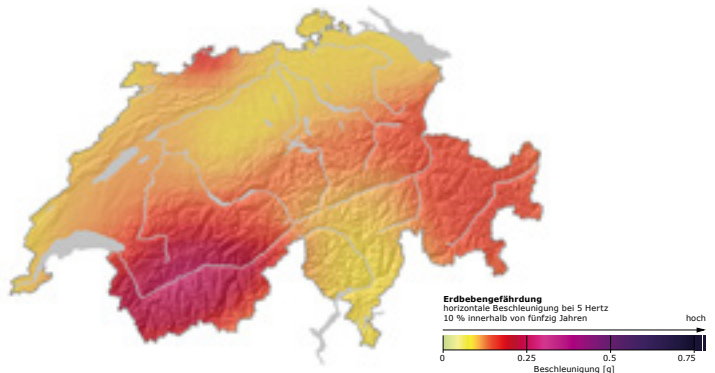 Erdbebengefährdung
horizontale Beschleunigung bei 5 Hertz
10 % innerhalb von fünfzig Jahren hoch
0 0.25 0.5 0.75
Beschleunigung [g]